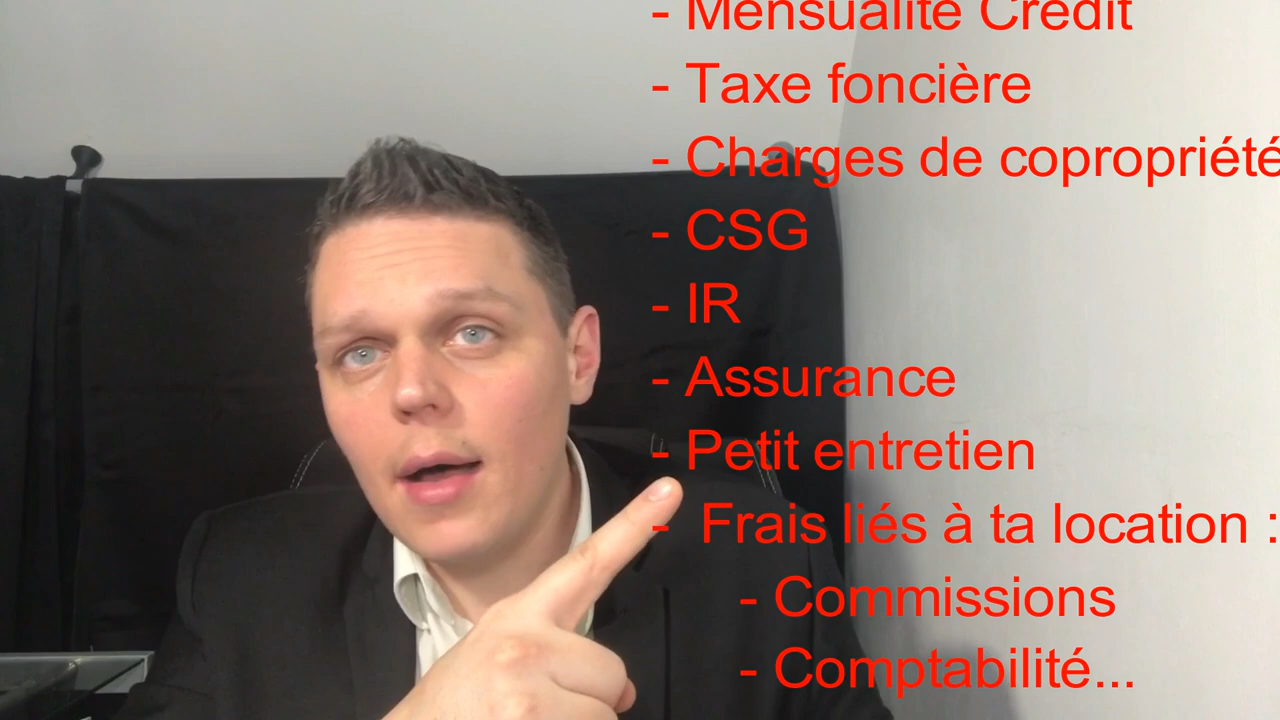 - Mensualité Crédit
- Taxe foncière
- Charges de copropriété
- CSG
- IR
- Assurance
- Petit entretien
- Frais liés à ta location :
- Commissions
- Comptabilité...